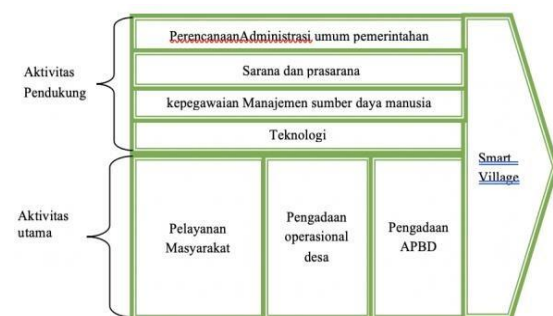 PerencanaanAdministrasi umum pemerintahan
Aktivitas
Pendukung
Sarana dan prasarana
kepegawaian Manajemen sumber daya manusia
Teknologi
Smart
Village
Aktivitas
utama
Pelayanan
Masyarakat
Pengadaan
operasional
desa
Pengadaan
APBD